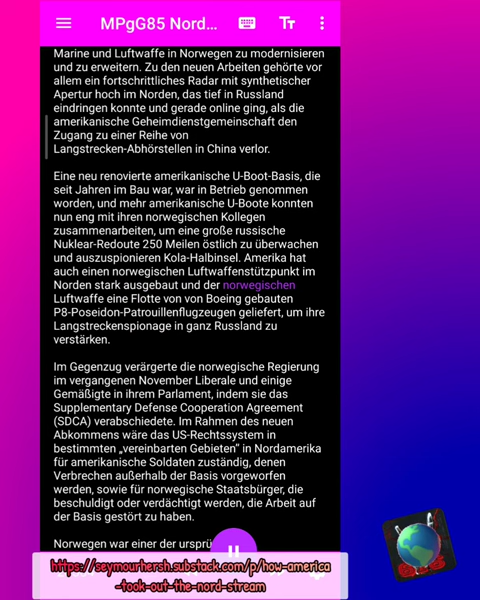 MPgG85 Nord...
Marine und Luftwaffe in Norwegen zu modernisieren
und zu erweitern. Zu den neuen Arbeiten gehörte vor
allem ein fortschrittliches Radar mit synthetischer
Apertur hoch im Norden, das tief in Russland
eindringen konnte und gerade online ging, als die
amerikanische Geheimdienstgemeinschaft den
Zugang zu einer Reihe von
Langstrecken-Abhörstellen in China verlor.
Eine neu renovierte amerikanische U-Boot-Basis, die
seit Jahren im Bau war, war in Betrieb genommen
worden, und mehr amerikanische U-Boote konnten
nun eng mit ihren norwegischen Kollegen
zusammenarbeiten, um eine große russische
Nuklear-Redoute 250 Meilen östlich zu überwachen
und auszuspionieren Kola-Halbinsel. Amerika hat
auch einen norwegischen Luftwaffenstützpunkt im
Norden stark ausgebaut und der norwegischen
Luftwaffe eine Flotte von von Boeing gebauten
P8-Poseidon-Patrouillenflugzeugen geliefert, um ihre
Langstreckenspionage in ganz Russland zu
verstärken.
Im Gegenzug verärgerte die norwegische Regierung
im vergangenen November Liberale und einige
Gemäßigte in ihrem Parlament, indem sie das
Supplementary Defense Cooperation Agreement
(SDCA) verabschiedete. Im Rahmen des neuen
Abkommens wäre das US-Rechtssystem in
bestimmten „vereinbarten Gebieten" in Nordamerika
für amerikanische Soldaten zuständig, denen
Verbrechen außerhalb der Basis vorgeworfen
werden, sowie für norwegische Staatsbürger, die
beschuldigt oder verdächtigt werden, die Arbeit auf
der Basis gestört zu haben.
Norwegen war einer der
https://seymourhersh.substack.com/p/how-america
-took-out-the-nord-stream